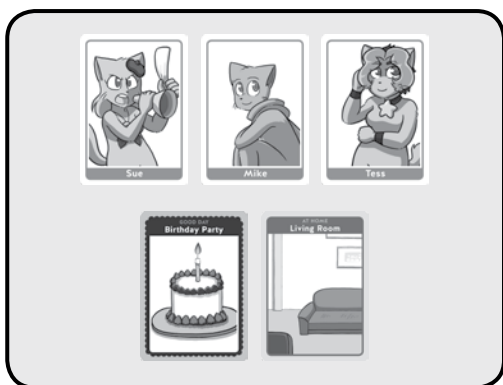 Sue
Mike
Tess
GOOD DAY
Birthday Party
AT HOME
Living Room